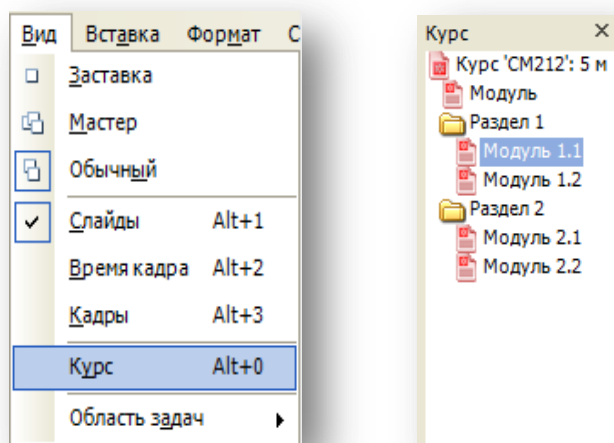 Вид Вставка Формат С
Заставка
Мастер
Обычный
Слайды Alt+1
Время кадра Alt+2
Кадры Alt+3
Курс Alt+0
Область задач
Курс ×
Курс 'СМ212': 5 м
Модуль
Раздел 1
Модуль 1.1
Модуль 1.2
Раздел 2
Модуль 2.1
Модуль 2.2